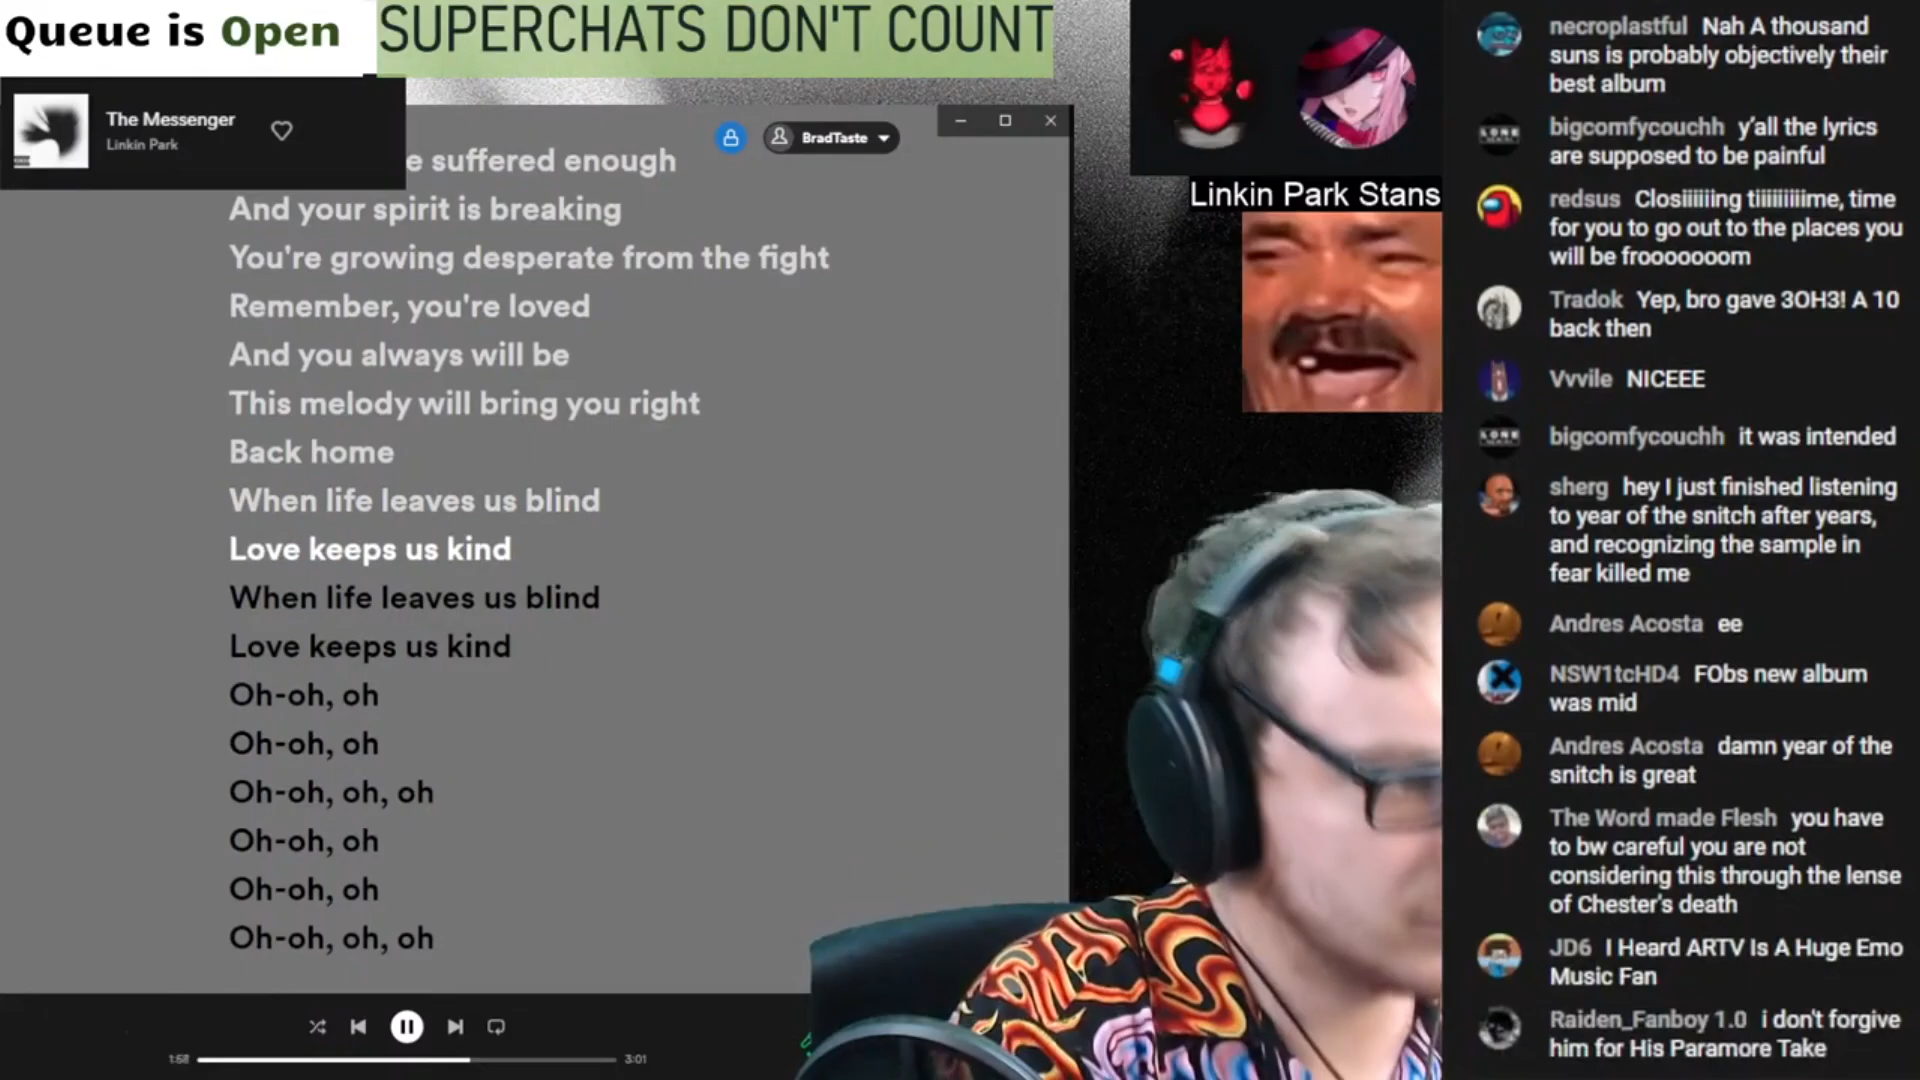 Queue is Open
SUPERCHATS DON'T COUNT
The Messenger
Linkin Park
BradTaste
e suffered enough
And your spirit is breaking
You're growing desperate from the fight
Remember, you're loved
And you always will be
This melody will bring you right
Back home
When life leaves us blind
Love keeps us kind
When life leaves us blind
Love keeps us kind
Oh-oh, oh
Oh-oh, oh
Oh-oh, oh, oh
Oh-oh, oh
Oh-oh, oh
Oh-oh, oh, oh
1:58
3:01
Linkin Park Stans
necroplastful Nah A thousand
suns is probably objectively their
best album
bigcomfycouchh y'all the lyrics
are supposed to be painful
redsus Closiiiiiing tiiiiiiiiime, time
for you to go out to the places you
will be frooooooom
Tradok Yep, bro gave 3OH3! A 10
back then
Vvvile NICEEE
bigcomfycouchh it was intended
sherg hey I just finished listening
to year of the snitch after years,
and recognizing the sample in
fear killed me
Andres Acosta ee
NSW1tcHD4 FObs new album
was mid
Andres Acosta damn year of the
snitch is great
The Word made Flesh you have
to bw careful you are not
considering this through the lense
of Chester's death
JD6 I Heard ARTV Is A Huge Emo
Music Fan
Raiden_Fanboy 1.0 i don't forgive
him for His Paramore Take